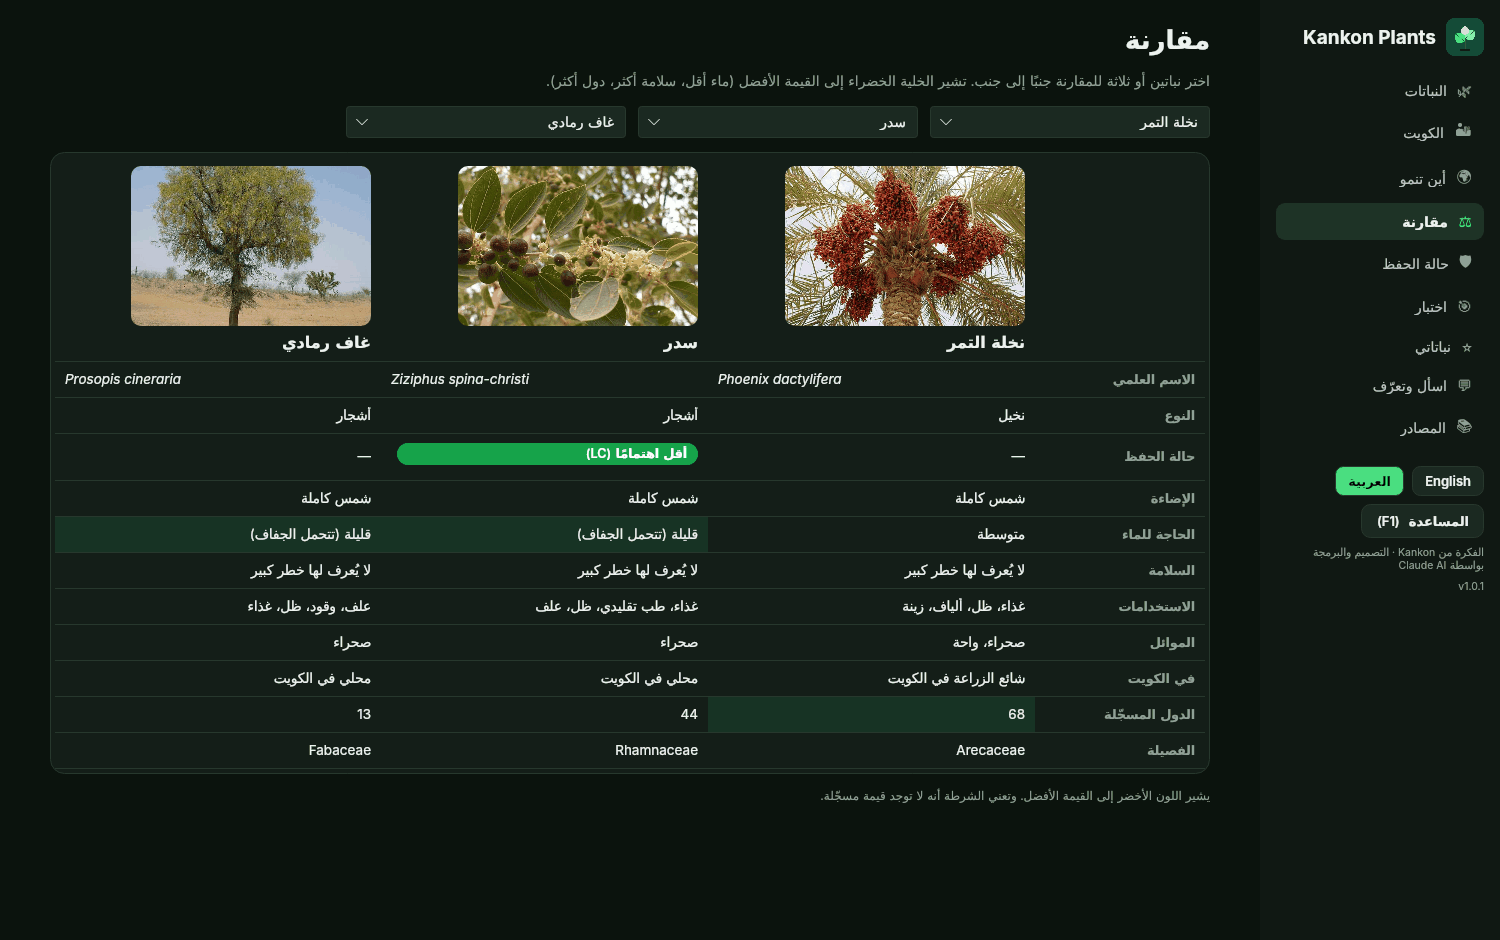 Kankon Plants
النباتات
الكويت
أين تنمو
مقارنة
حالة الحفظ
اختبار
نباتاتي
اسأل وتعرّف
المصادر
English
العربية
المساعدة (F1)
الفكرة من Kankon · التصميم والبرمجة
بواسطة Claude AI
v1.0.1
مقارنة
اختر نباتين أو ثلاثة للمقارنة جنبًا إلى جنب. تشير الخلية الخضراء إلى القيمة الأفضل (ماء أقل، سلامة أكثر، دول أكثر).
نخلة التمر سدر غاف رمادي
نخلة التمر سدر غاف رمادي
الاسم العلمي Phoenix dactylifera Ziziphus spina-christi Prosopis cineraria
النوع نخيل أشجار أشجار
حالة الحفظ — أقل اهتمامًا (LC) —
الإضاءة شمس كاملة شمس كاملة شمس كاملة
الحاجة للماء متوسطة قليلة (تتحمل الجفاف) قليلة (تتحمل الجفاف)
السلامة لا يُعرف لها خطر كبير لا يُعرف لها خطر كبير لا يُعرف لها خطر كبير
الاستخدامات غذاء، ظل، ألياف، زينة غذاء، طب تقليدي، ظل، علف علف، وقود، ظل، غذاء
الموائل صحراء، واحة صحراء صحراء
في الكويت شائع الزراعة في الكويت محلي في الكويت محلي في الكويت
الدول المسجّلة 68 44 13
الفصيلة Arecaceae Rhamnaceae Fabaceae
يشير اللون الأخضر إلى القيمة الأفضل. وتعني الشرطة أنه لا توجد قيمة مسجّلة.